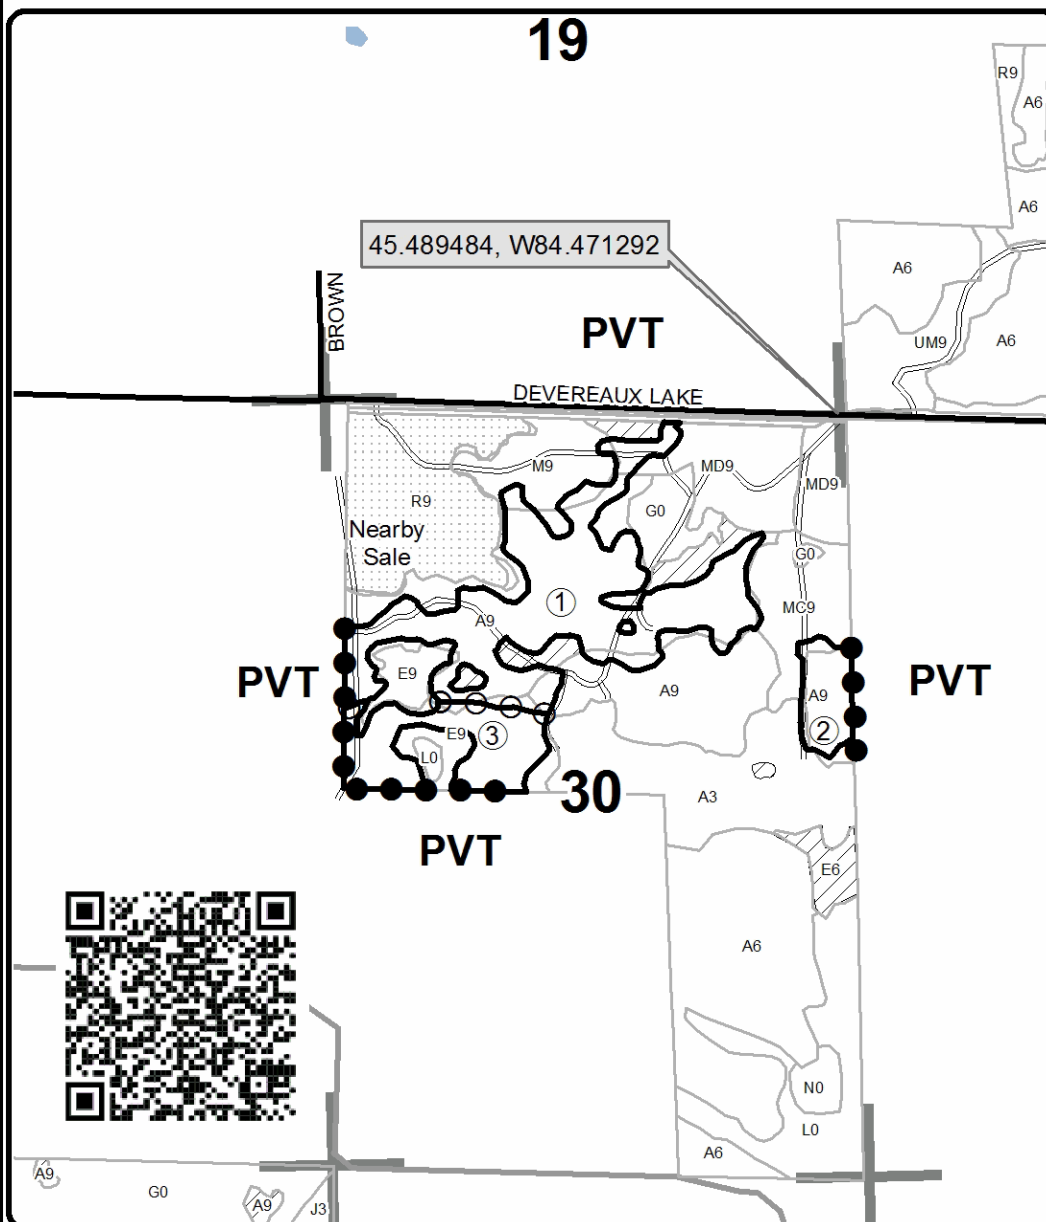 19
R9
A6
A6
45.489484, W84.471292
A6
BROWN
PVT
UM9
A6
DEVEREAUX LAKE
M9
MD9
MD9
R9
G0
Nearby
Sale
G0
1
MC9
A9
E9
PVT
A9
A9
PVT
E9
3
2
L0
30
A3
PVT
E6
A6
N0
L0
A6
A9
G0
A9
J3